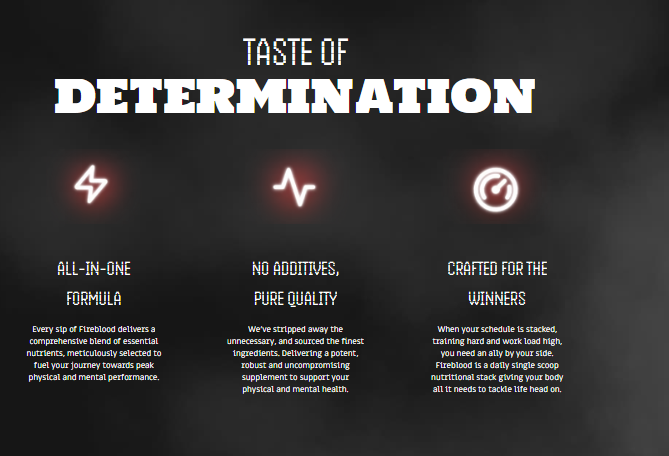 TASTE OF
DETERMINATION
ALL-IN-ONE
FORMULA
Every sip of Fireblood delivers a
comprehensive blend of essential
nutrients, meticulously selected to
fuel your journey towards peak
physical and mental performance.
NO ADDITIVES,
PURE QUALITY
We've stripped away the
unnecessary, and sourced the finest
ingredients. Delivering a potent,
robust and uncompromising
supplement to support your
physical and mental health.
CRAFTED FOR THE
WINNERS
When your schedule is stacked,
training hard and work load high,
you need an ally by your side.
Fireblood is a daily single scoop
nutritional stack giving your body
all it needs to tackle life head on.